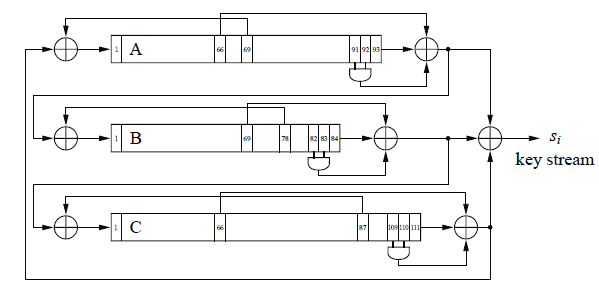 1 A 66 69 91 92 93
1 B 69 78 82 83 84
s_i
key stream
1 C 66 87 109 110 111